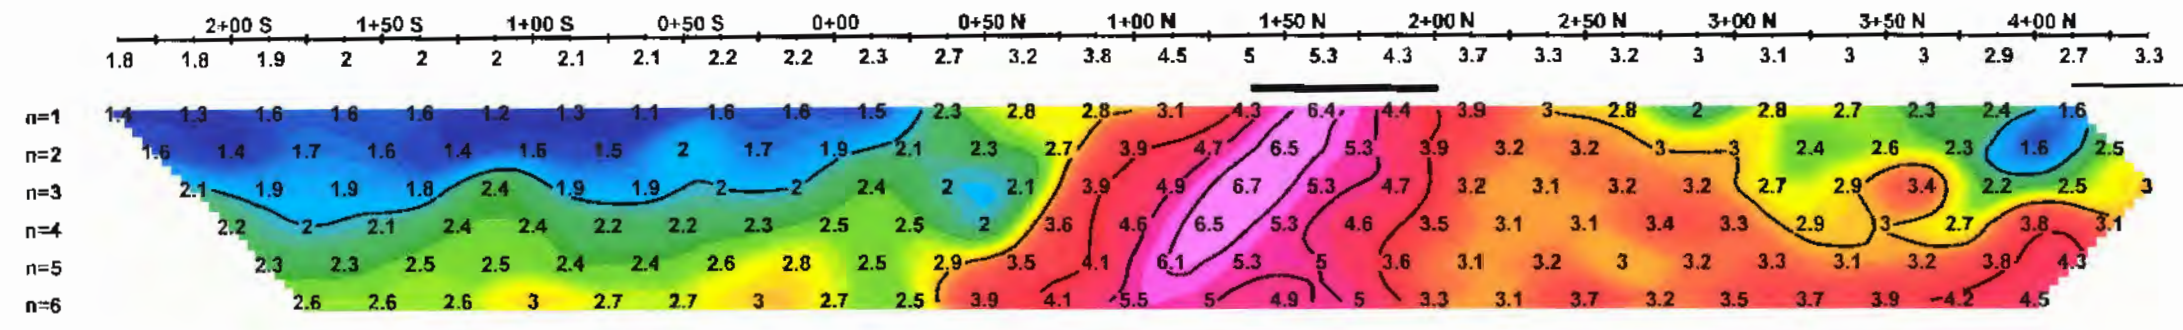 2+00 S 1+50 S 1+00 S 0+50 S 0+00 0+50 N 1+00 N 1+50 N 2+00 N 2+50 N 3+00 N 3+50 N 4+00 N
1.8 1.8 1.9 2 2 2 2.1 2.1 2.2 2.2 2.3 2.7 3.2 3.8 4.5 5 5.3 4.3 3.7 3.3 3.2 3 3.1 3 3 2.9 2.7 3.3
n=1 1.4 1.3 1.6 1.6 1.6 1.2 1.3 1.1 1.6 1.6 1.5 2.3 2.8 2.8 3.1 4.3 6.4 4.4 3.9 3 2.8 2 2.8 2.7 2.3 2.4 1.6
n=2 1.6 1.4 1.7 1.6 1.4 1.6 1.5 2 1.7 1.9 2.1 2.3 2.7 3.9 4.7 6.5 5.3 3.9 3.2 3.2 3 3 2.4 2.6 2.3 1.6 2.5
n=3 2.1 1.9 1.9 1.8 2.4 1.9 1.9 2 2 2.4 2 2.1 3.9 4.9 6.7 5.3 4.7 3.2 3.1 3.2 3.2 2.7 2.9 3.4 2.2 2.5 3
n=4 2.2 2 2.1 2.4 2.4 2.2 2.2 2.3 2.5 2.5 2 3.6 4.6 6.5 5.3 4.6 3.5 3.1 3.1 3.4 3.3 2.9 3 2.7 3.8 3.1
n=5 2.3 2.3 2.5 2.5 2.4 2.4 2.6 2.8 2.5 2.9 3.5 4.1 6.1 5.3 5 3.6 3.1 3.2 3 3.2 3.3 3.1 3.2 3.8 4.3
n=6 2.6 2.6 2.6 3 2.7 2.7 3 2.7 2.5 3.9 4.1 5.5 5 4.9 5 3.3 3.1 3.7 3.2 3.5 3.7 3.9 4.2 4.5